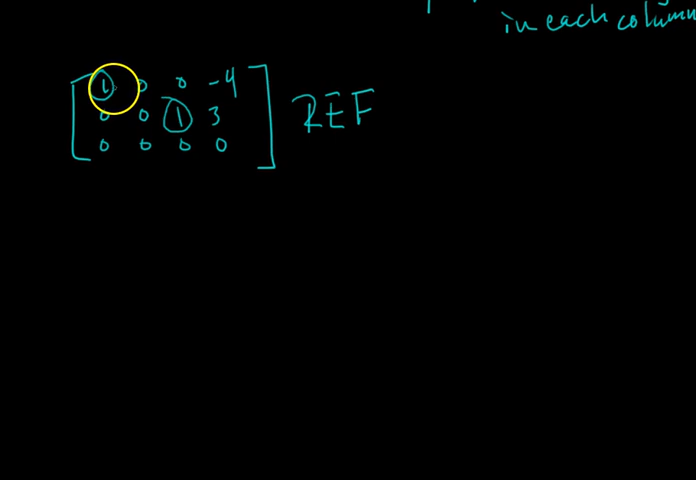 in each column
1 0 0 -4
0 0 1 3 REF
0 0 0 0